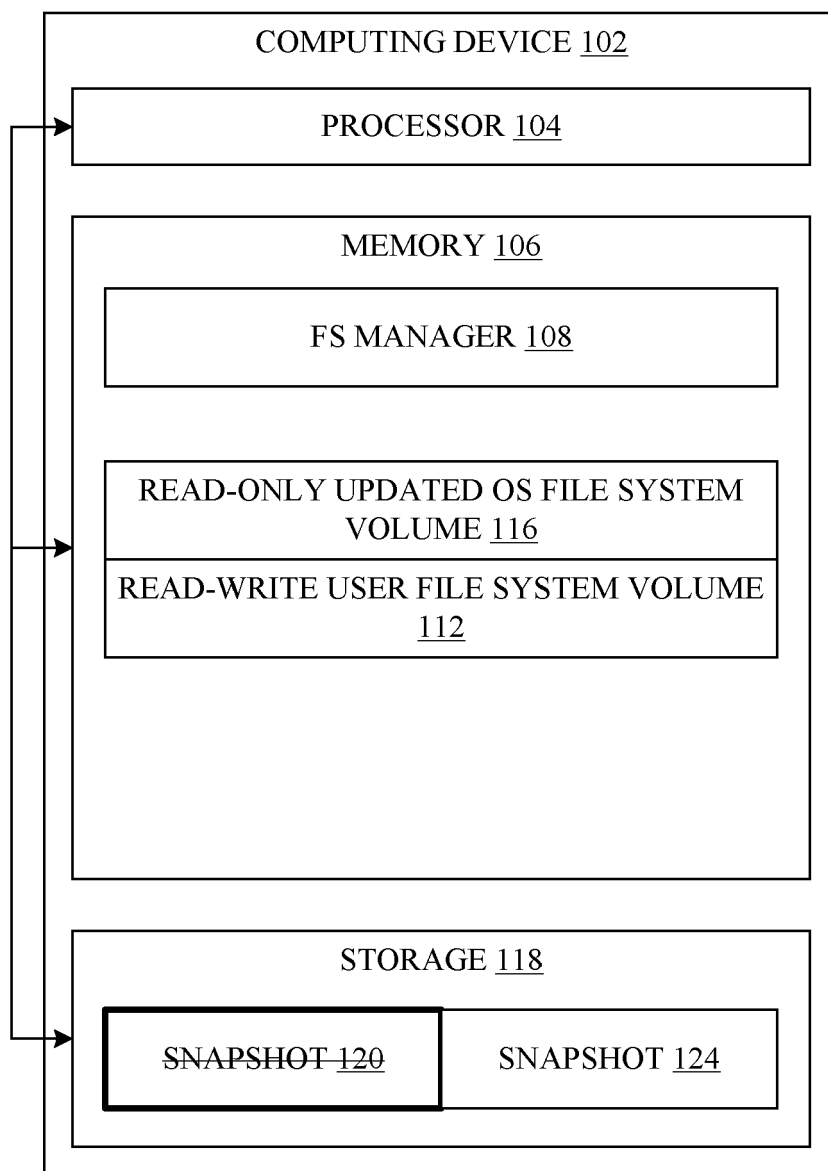 COMPUTING DEVICE 102
PROCESSOR 104
MEMORY 106
FS MANAGER 108
READ-ONLY UPDATED OS FILE SYSTEM
VOLUME 116
READ-WRITE USER FILE SYSTEM VOLUME
112
STORAGE 118
SNAPSHOT 120
SNAPSHOT 124